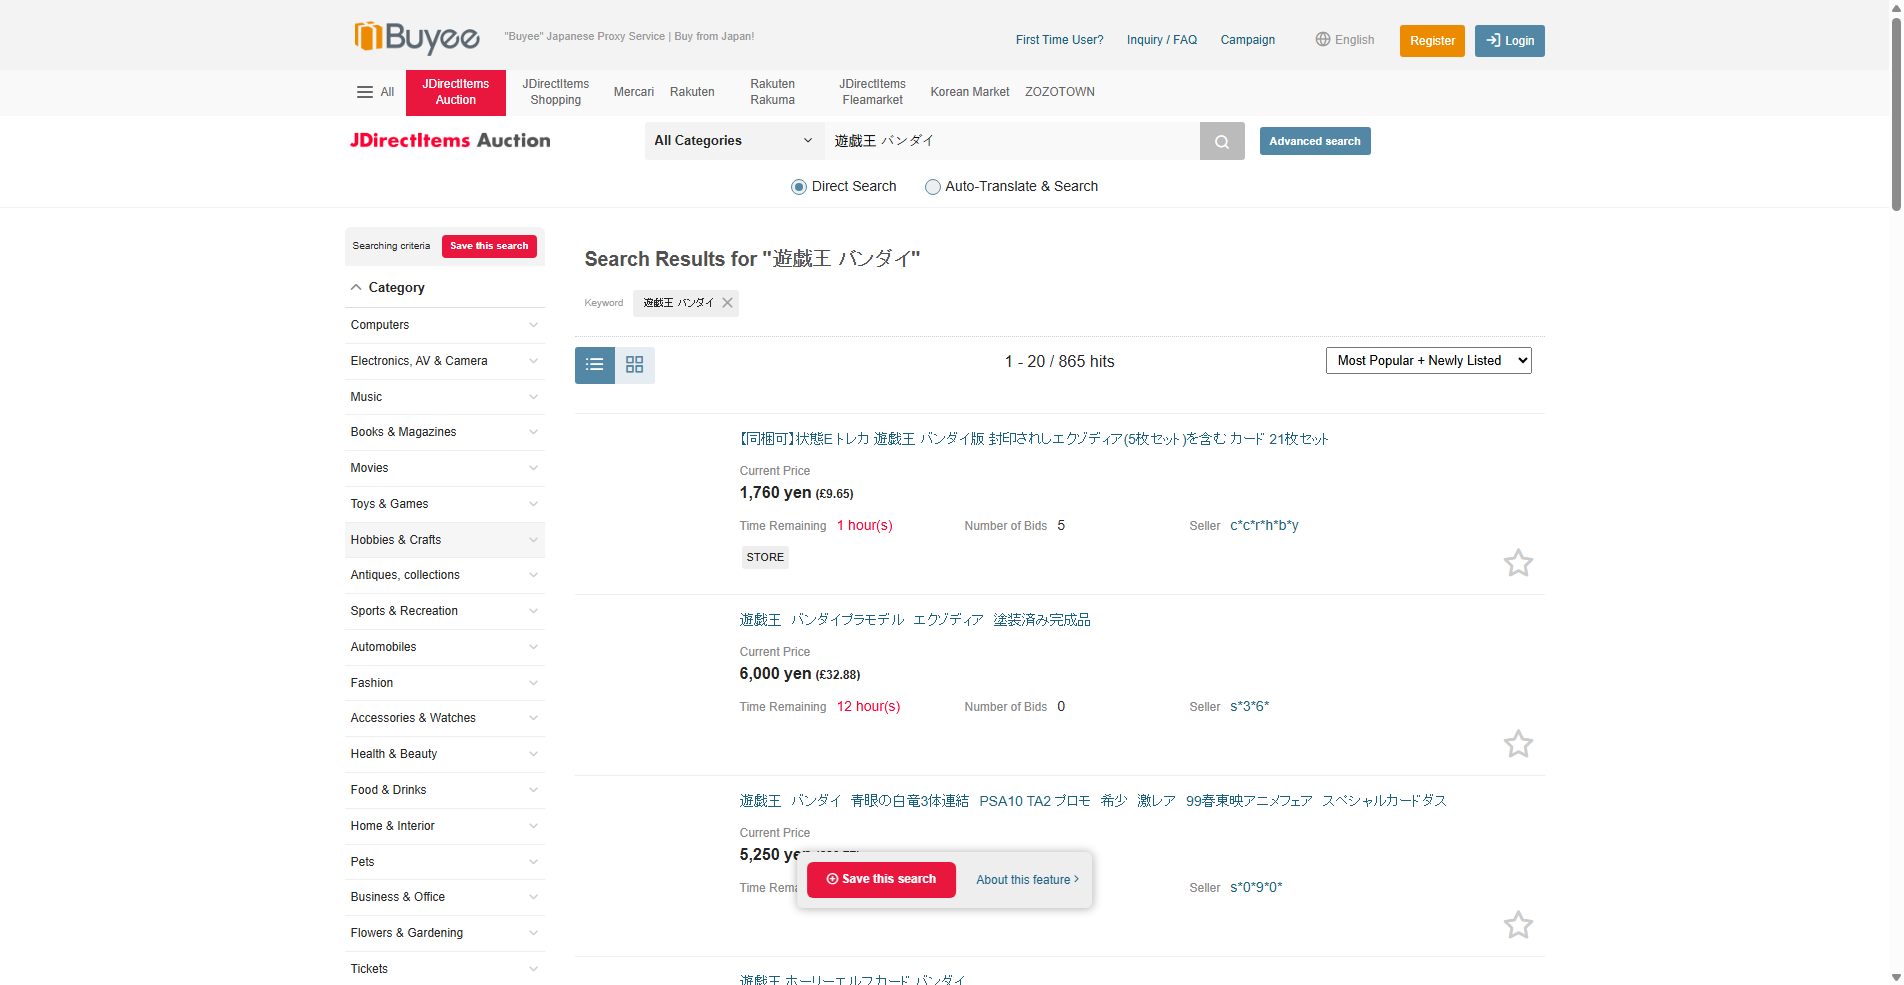 Buyee
"Buyee" Japanese Proxy Service | Buy from Japan!
First Time User?
Inquiry / FAQ
Campaign
English
Register
Login
All
JDirectItems Auction
JDirectItems Shopping
Mercari
Rakuten
Rakuten Rakuma
JDirectItems Fleamarket
Korean Market
ZOZOTOWN
JDirectItems Auction
All Categories
遊戯王 バンダイ
Advanced search
Direct Search
Auto-Translate & Search
Searching criteria
Save this search
Category
Computers
Electronics, AV & Camera
Music
Books & Magazines
Movies
Toys & Games
Hobbies & Crafts
Antiques, collections
Sports & Recreation
Automobiles
Fashion
Accessories & Watches
Health & Beauty
Food & Drinks
Home & Interior
Pets
Business & Office
Flowers & Gardening
Tickets
Search Results for "遊戯王 バンダイ"
Keyword
遊戯王 バンダイ
1 - 20 / 865 hits
Most Popular + Newly Listed
【同梱可】状態E トレカ 遊戯王 バンダイ版 封印されしエクゾディア(5枚セット)を含む カード 21枚セット
Current Price
1,760 yen (£9.65)
Time Remaining 1 hour(s)
Number of Bids 5
Seller c*c*r*h*b*y
STORE
遊戯王　バンダイプラモデル　エクゾディア　塗装済み完成品
Current Price
6,000 yen (£32.88)
Time Remaining 12 hour(s)
Number of Bids 0
Seller s*3*6*
遊戯王　バンダイ　青眼の白竜3体連結　PSA10 TA2 プロモ　希少　激レア　99春東映アニメフェア　スペシャルカードダス
Current Price
5,250
Time
Seller s*0*9*0*
Save this search
About this feature
遊戯王 ホーリーエルフカード バンダイ